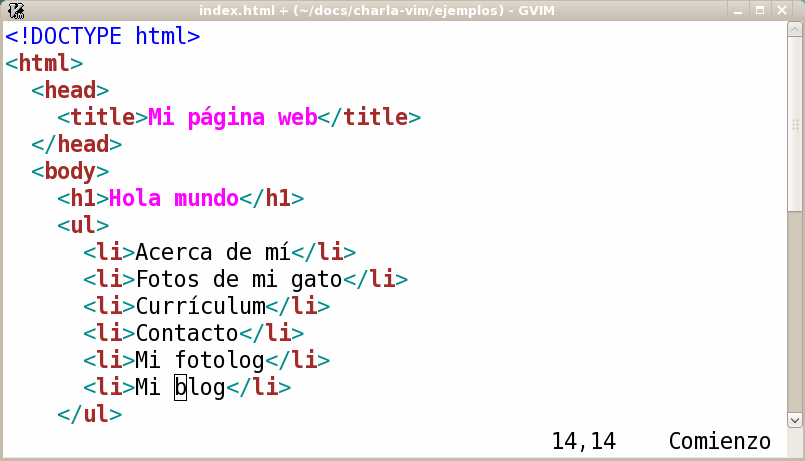 index.html + (~/docs/charla-vim/ejemplos) - GVIM
<!DOCTYPE html>
<html>
  <head>
    <title>Mi página web</title>
  </head>
  <body>
    <h1>Hola mundo</h1>
    <ul>
      <li>Acerca de mí</li>
      <li>Fotos de mi gato</li>
      <li>Currículum</li>
      <li>Contacto</li>
      <li>Mi fotolog</li>
      <li>Mi blog</li>
    </ul>
14,14 Comienzo